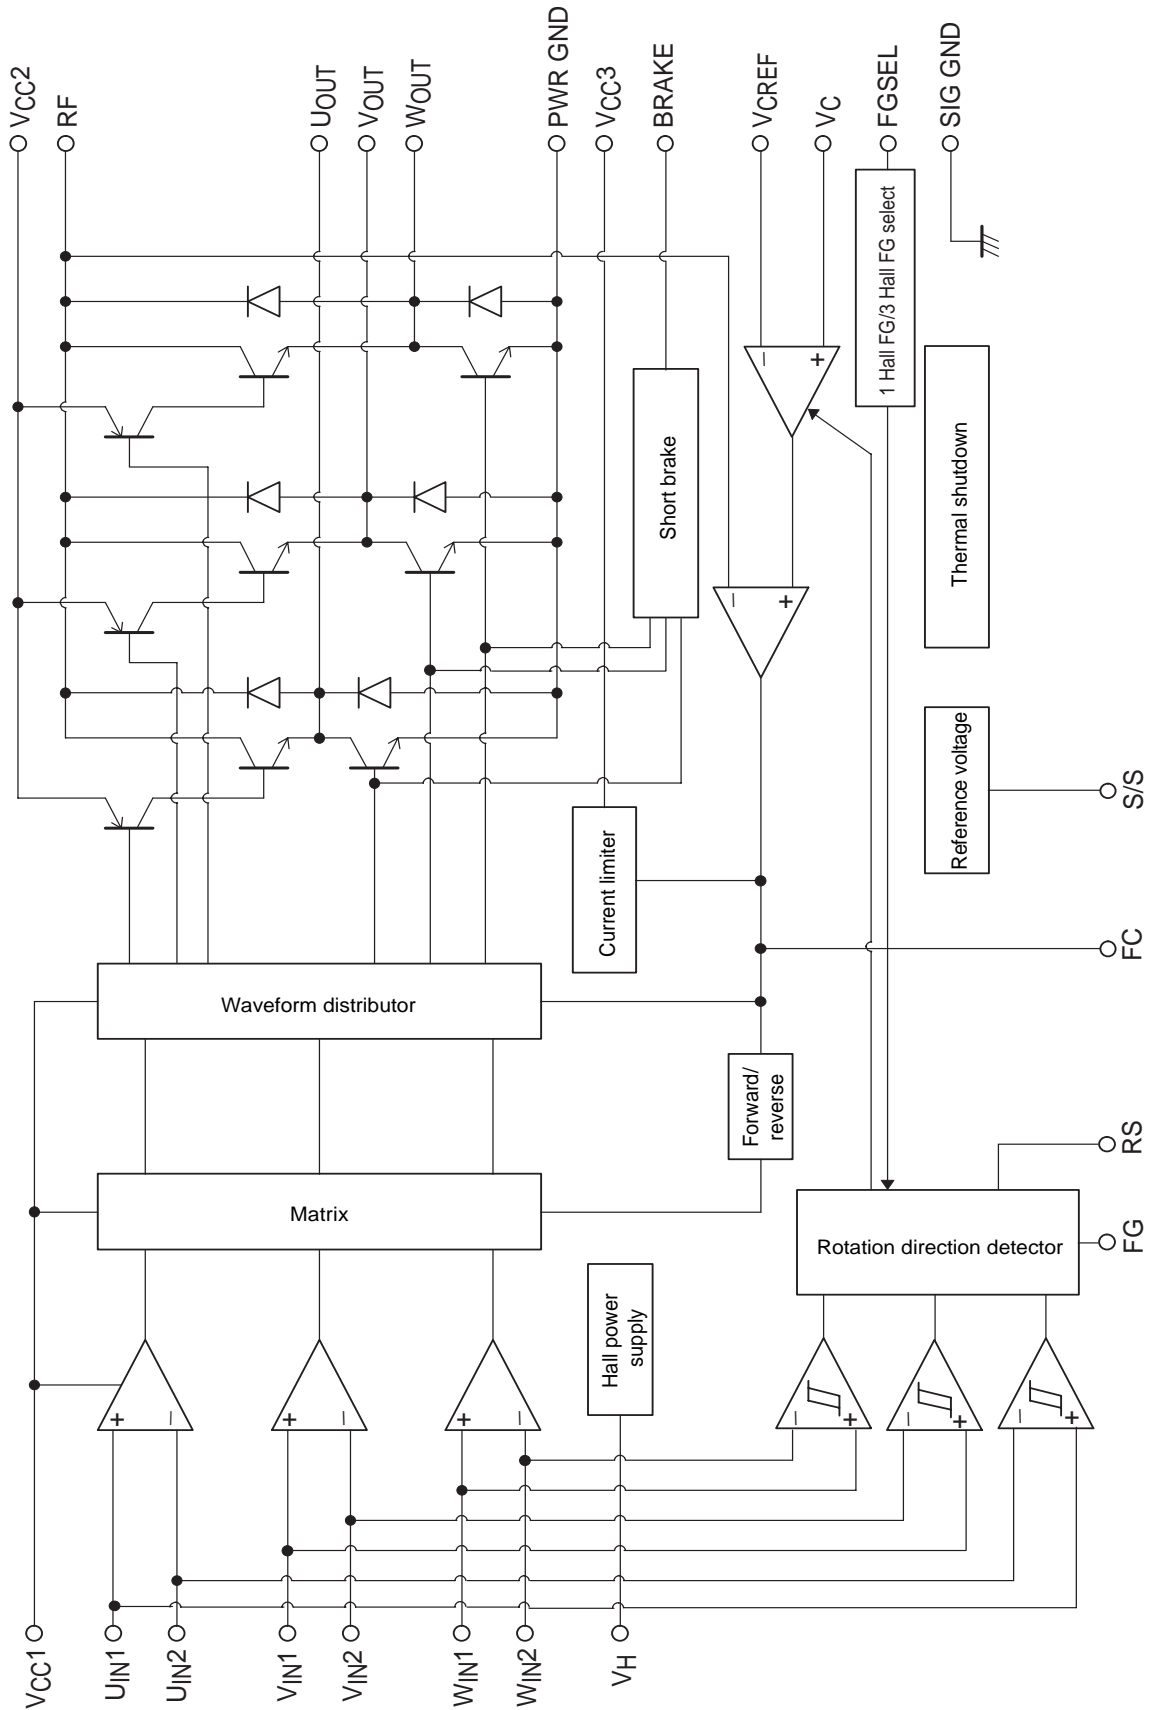 VCC2
RF
UOUT
VOUT
WOUT
PWR GND
VCC3
BRAKE
VCREF
VC
FGSEL
SIG GND
1 Hall FG/3 Hall FG select
Short brake
− +
Thermal shutdown
− +
Reference voltage
S/S
Current limiter
FC
Waveform distributor
Forward/
reverse
RS
Matrix
Rotation direction detector
FG
Hall power
supply
+ −
+ −
+ −
− +
− +
− +
VCC1
UIN1
UIN2
VIN1
VIN2
WIN1
WIN2
VH